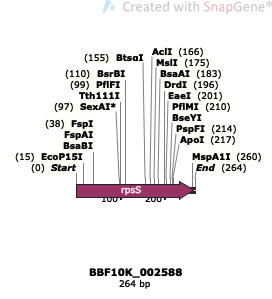 Created with SnapGene®
AclI (166)
(155) BtsαI MslI (175)
(110) BsrBI BsaAI (183)
(99) PflFI DrdI (196)
Tth111I EaeI (201)
(97) SexAI* PflMI (210)
BseYI
(38) FspI PspFI (214)
FspAI ApoI (217)
BsaBI
(15) EcoP15I MspA1I (260)
(0) Start End (264)
rpsS
100 200
BBF10K_002588
264 bp